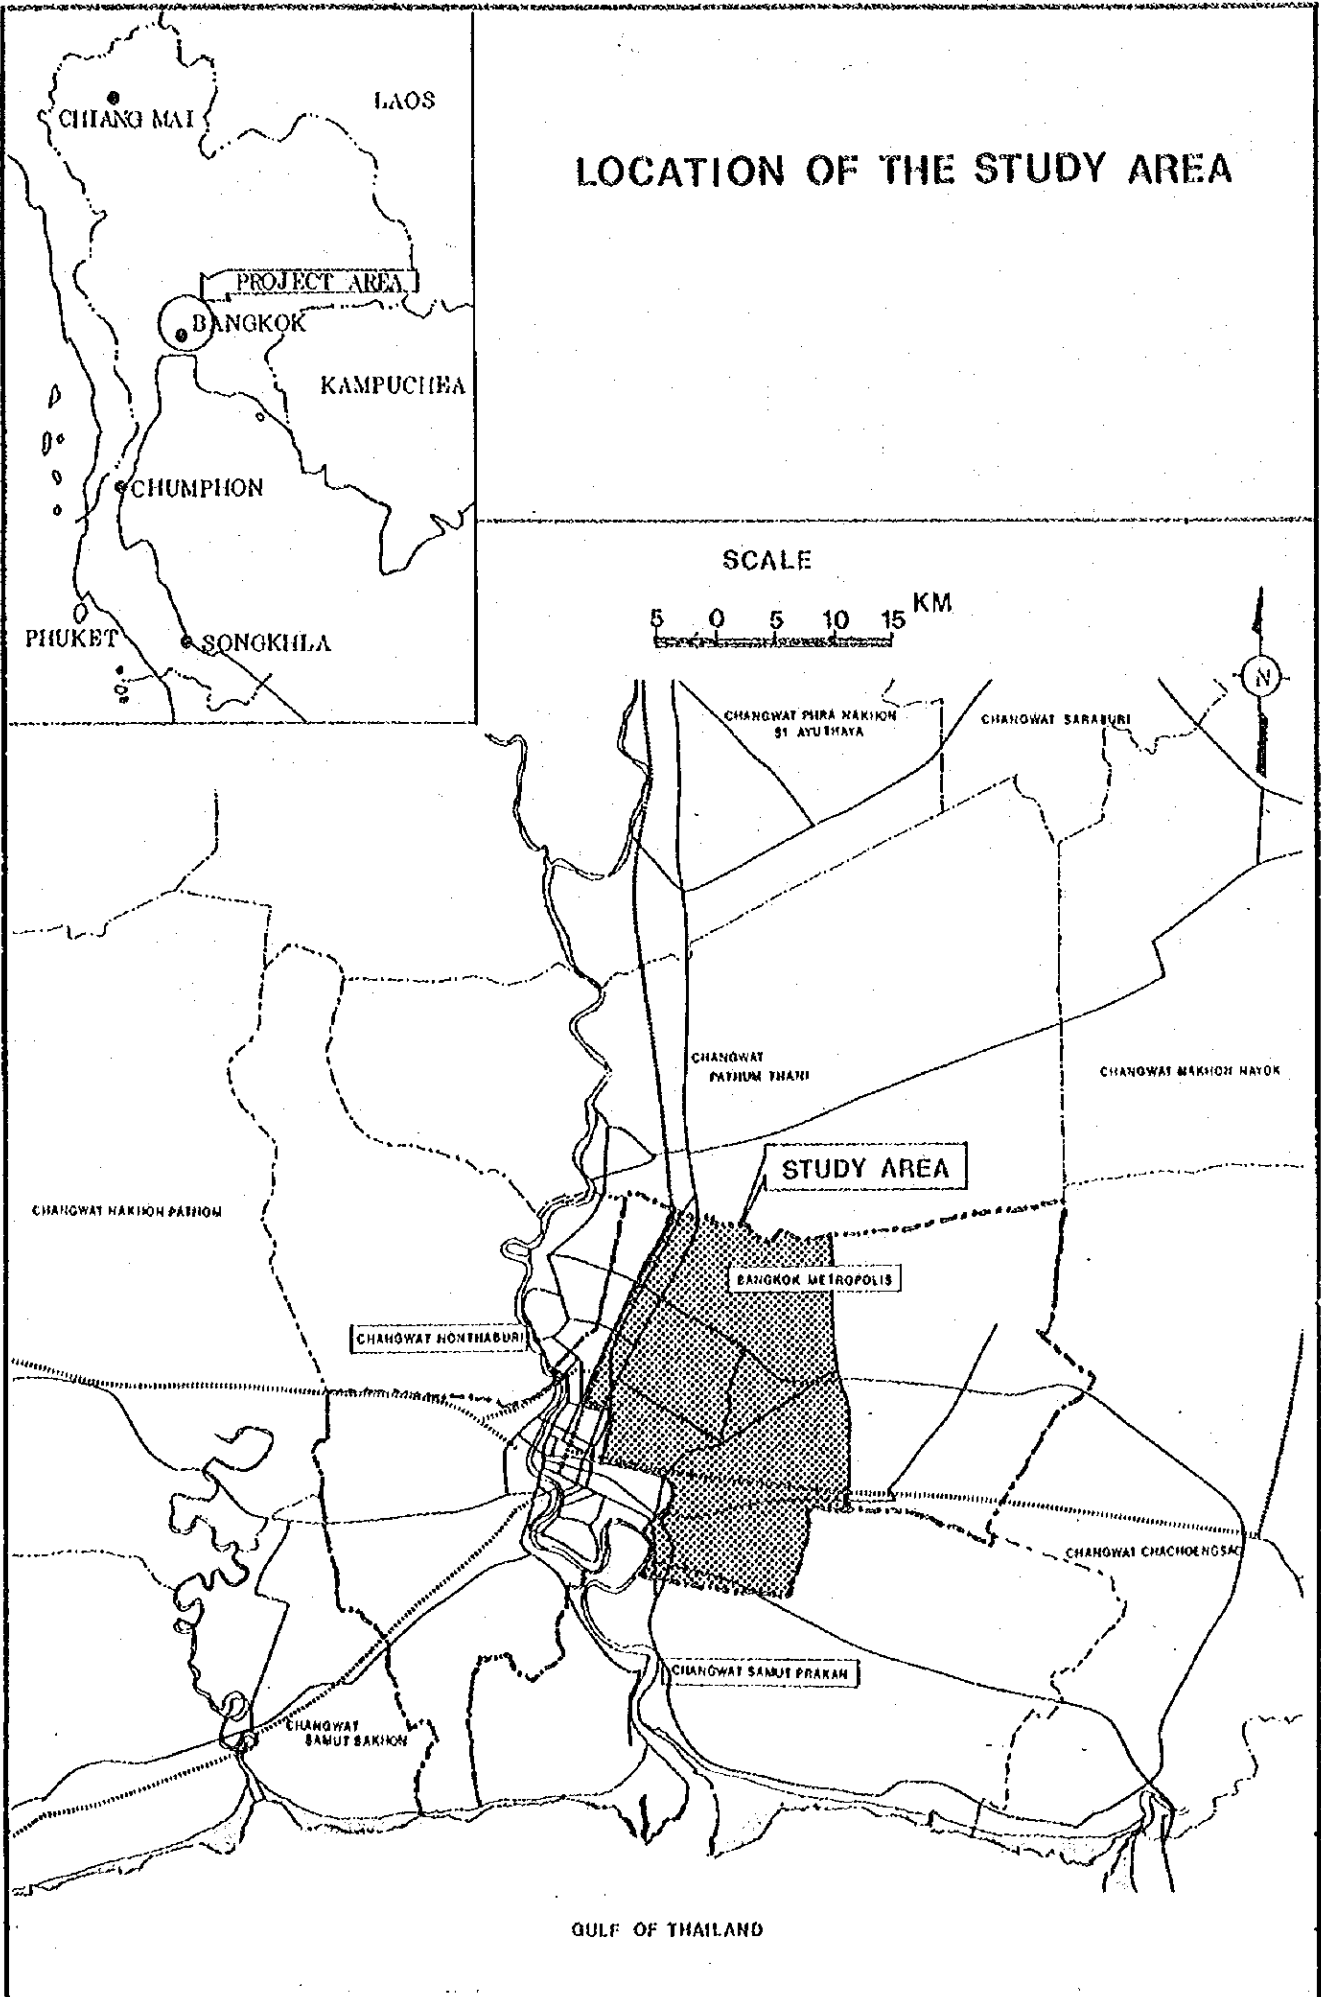 LAOS
CHIANG MAI
LOCATION OF THE STUDY AREA
PROJECT AREA
BANGKOK
KAMPUCHEA
CHUMPHON
PHUKET
SONGKHLA
SCALE
5 0 5 10 15 KM
N
CHANGWAT PHRA NAKHON
SI AYUTHAYA
CHANGWAT SARABURI
CHANGWAT
PATHUM THANI
CHANGWAT NAKHON NAYOK
STUDY AREA
CHANGWAT NAKHON PATHOM
BANGKOK METROPOLIS
CHANGWAT NONTHABURI
CHANGWAT CHACHOENGSAO
CHANGWAT SAMUT PRAKAN
CHANGWAT
SAMUT SAKHON
GULF OF THAILAND